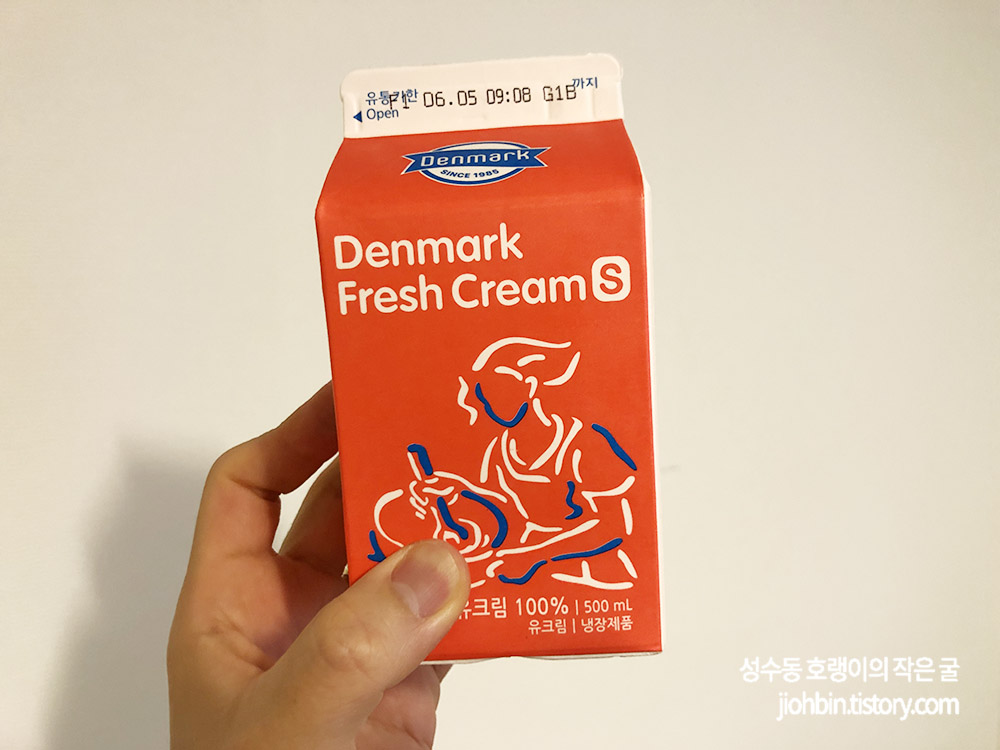 유통기한 까지
F1 06.05 09:08 G1B
◀ Open
Denmark
SINCE 1985
Denmark
Fresh Cream S
유크림 100% | 500 mL
유크림 | 냉장제품
성수동 호랭이의 작은 굴
jiohbin.tistory.com